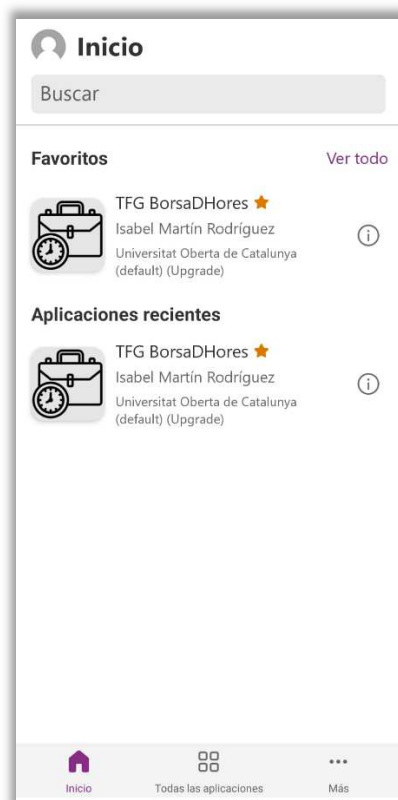 Inicio
Buscar
Favoritos
Ver todo
TFG BorsaDHores
Isabel Martín Rodríguez
Universitat Oberta de Catalunya
(default) (Upgrade)
Aplicaciones recientes
TFG BorsaDHores
Isabel Martín Rodríguez
Universitat Oberta de Catalunya
(default) (Upgrade)
Inicio
Todas las aplicaciones
Más